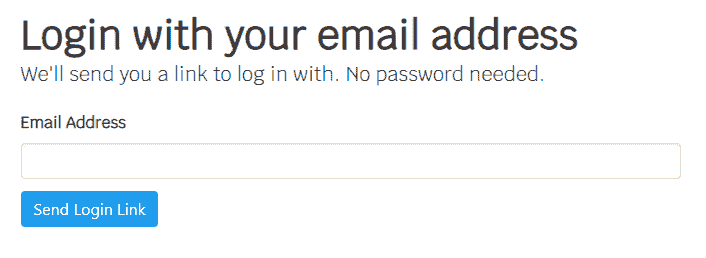 Login with your email address
We'll send you a link to log in with. No password needed.
Email Address
Send Login Link